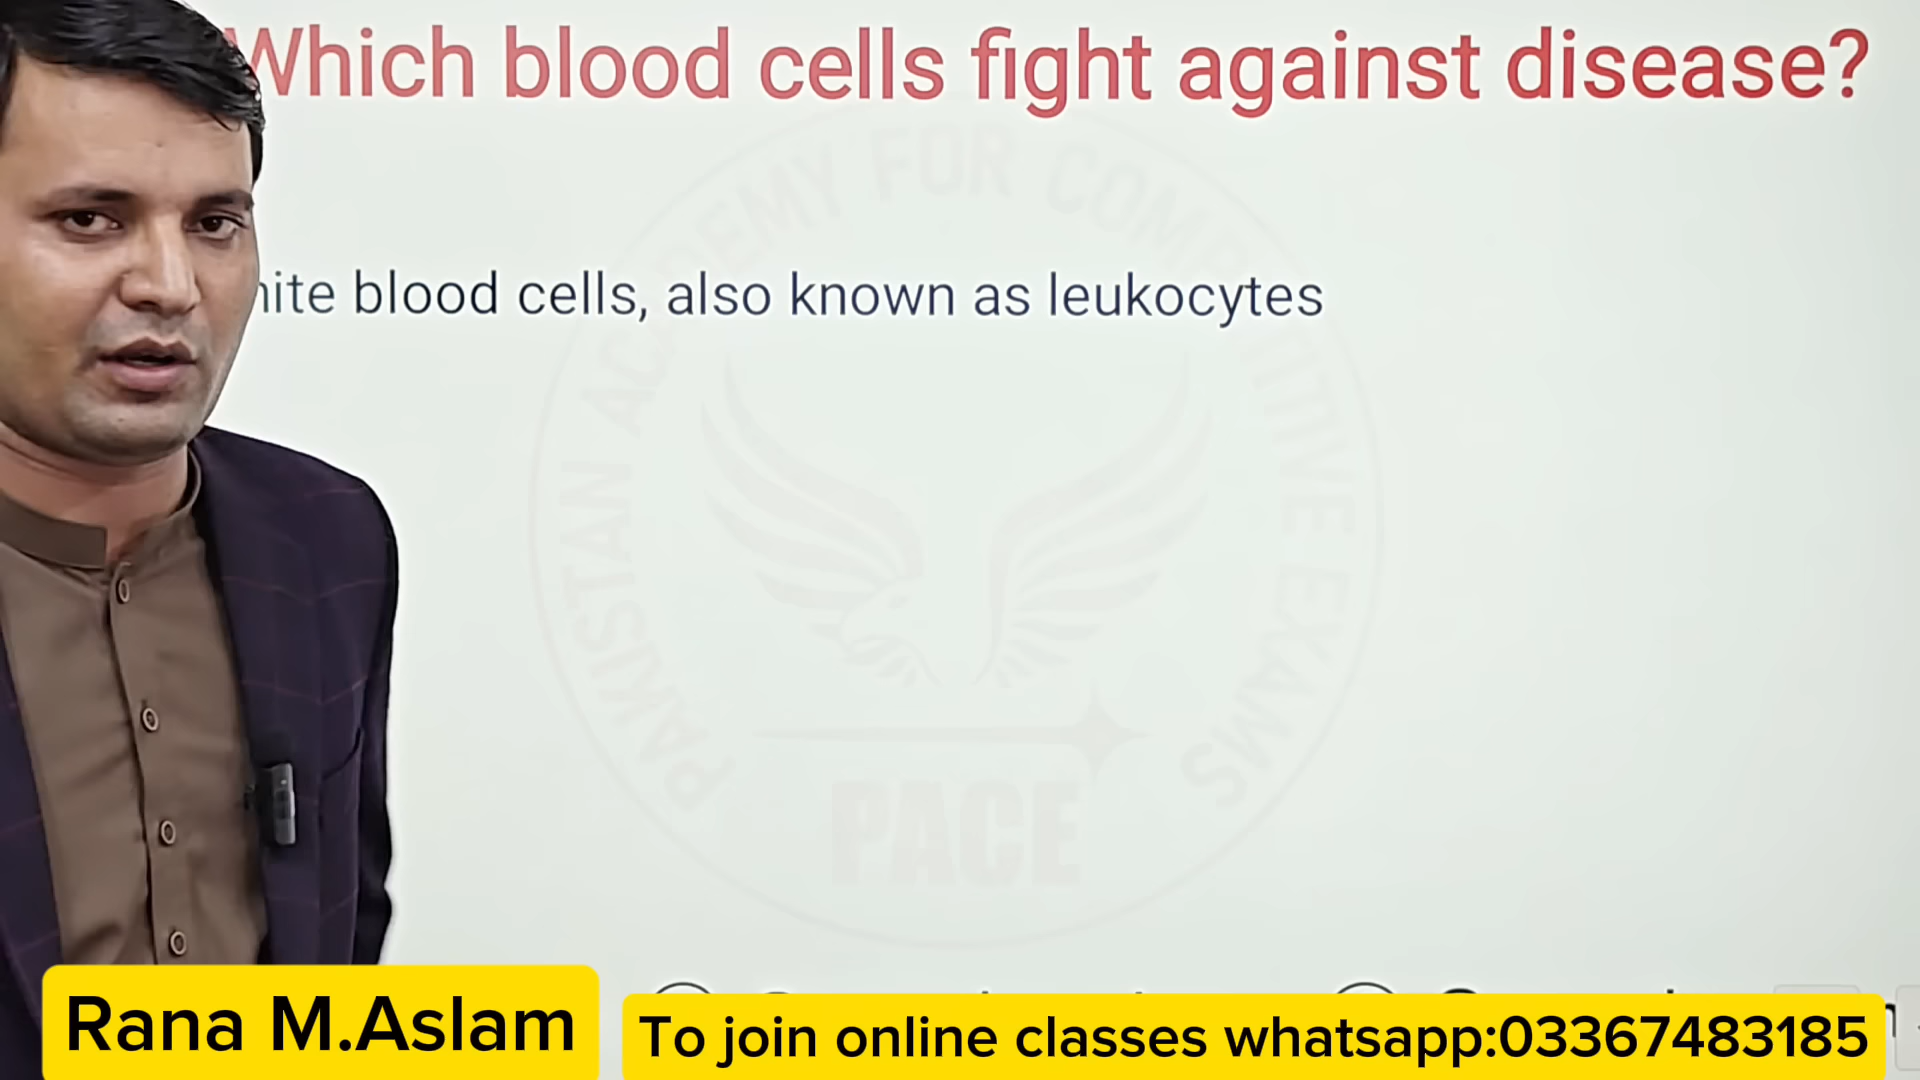 Which blood cells fight against disease?
hite blood cells, also known as leukocytes
PAKISTAN ACADEMY FOR COMPETITIVE EXAMS
PACE
Rana M.Aslam
To join online classes whatsapp:03367483185